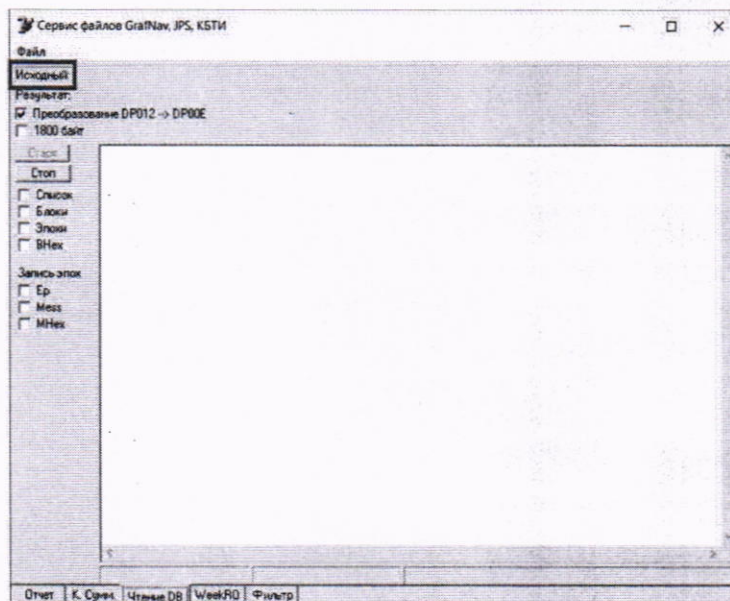 Сервис файлов GrafNav, JPS, КБТИ
Файл
Исходный
Результат:
Преобразование DP012 -> DP00E
1800 байт
Старт
Стоп
Список
Блоки
Эпохи
BHex
Запись эпох
Ep
Mess
MHex
Отчет К. Сумм. Чтение DB WeekRO Фильтр